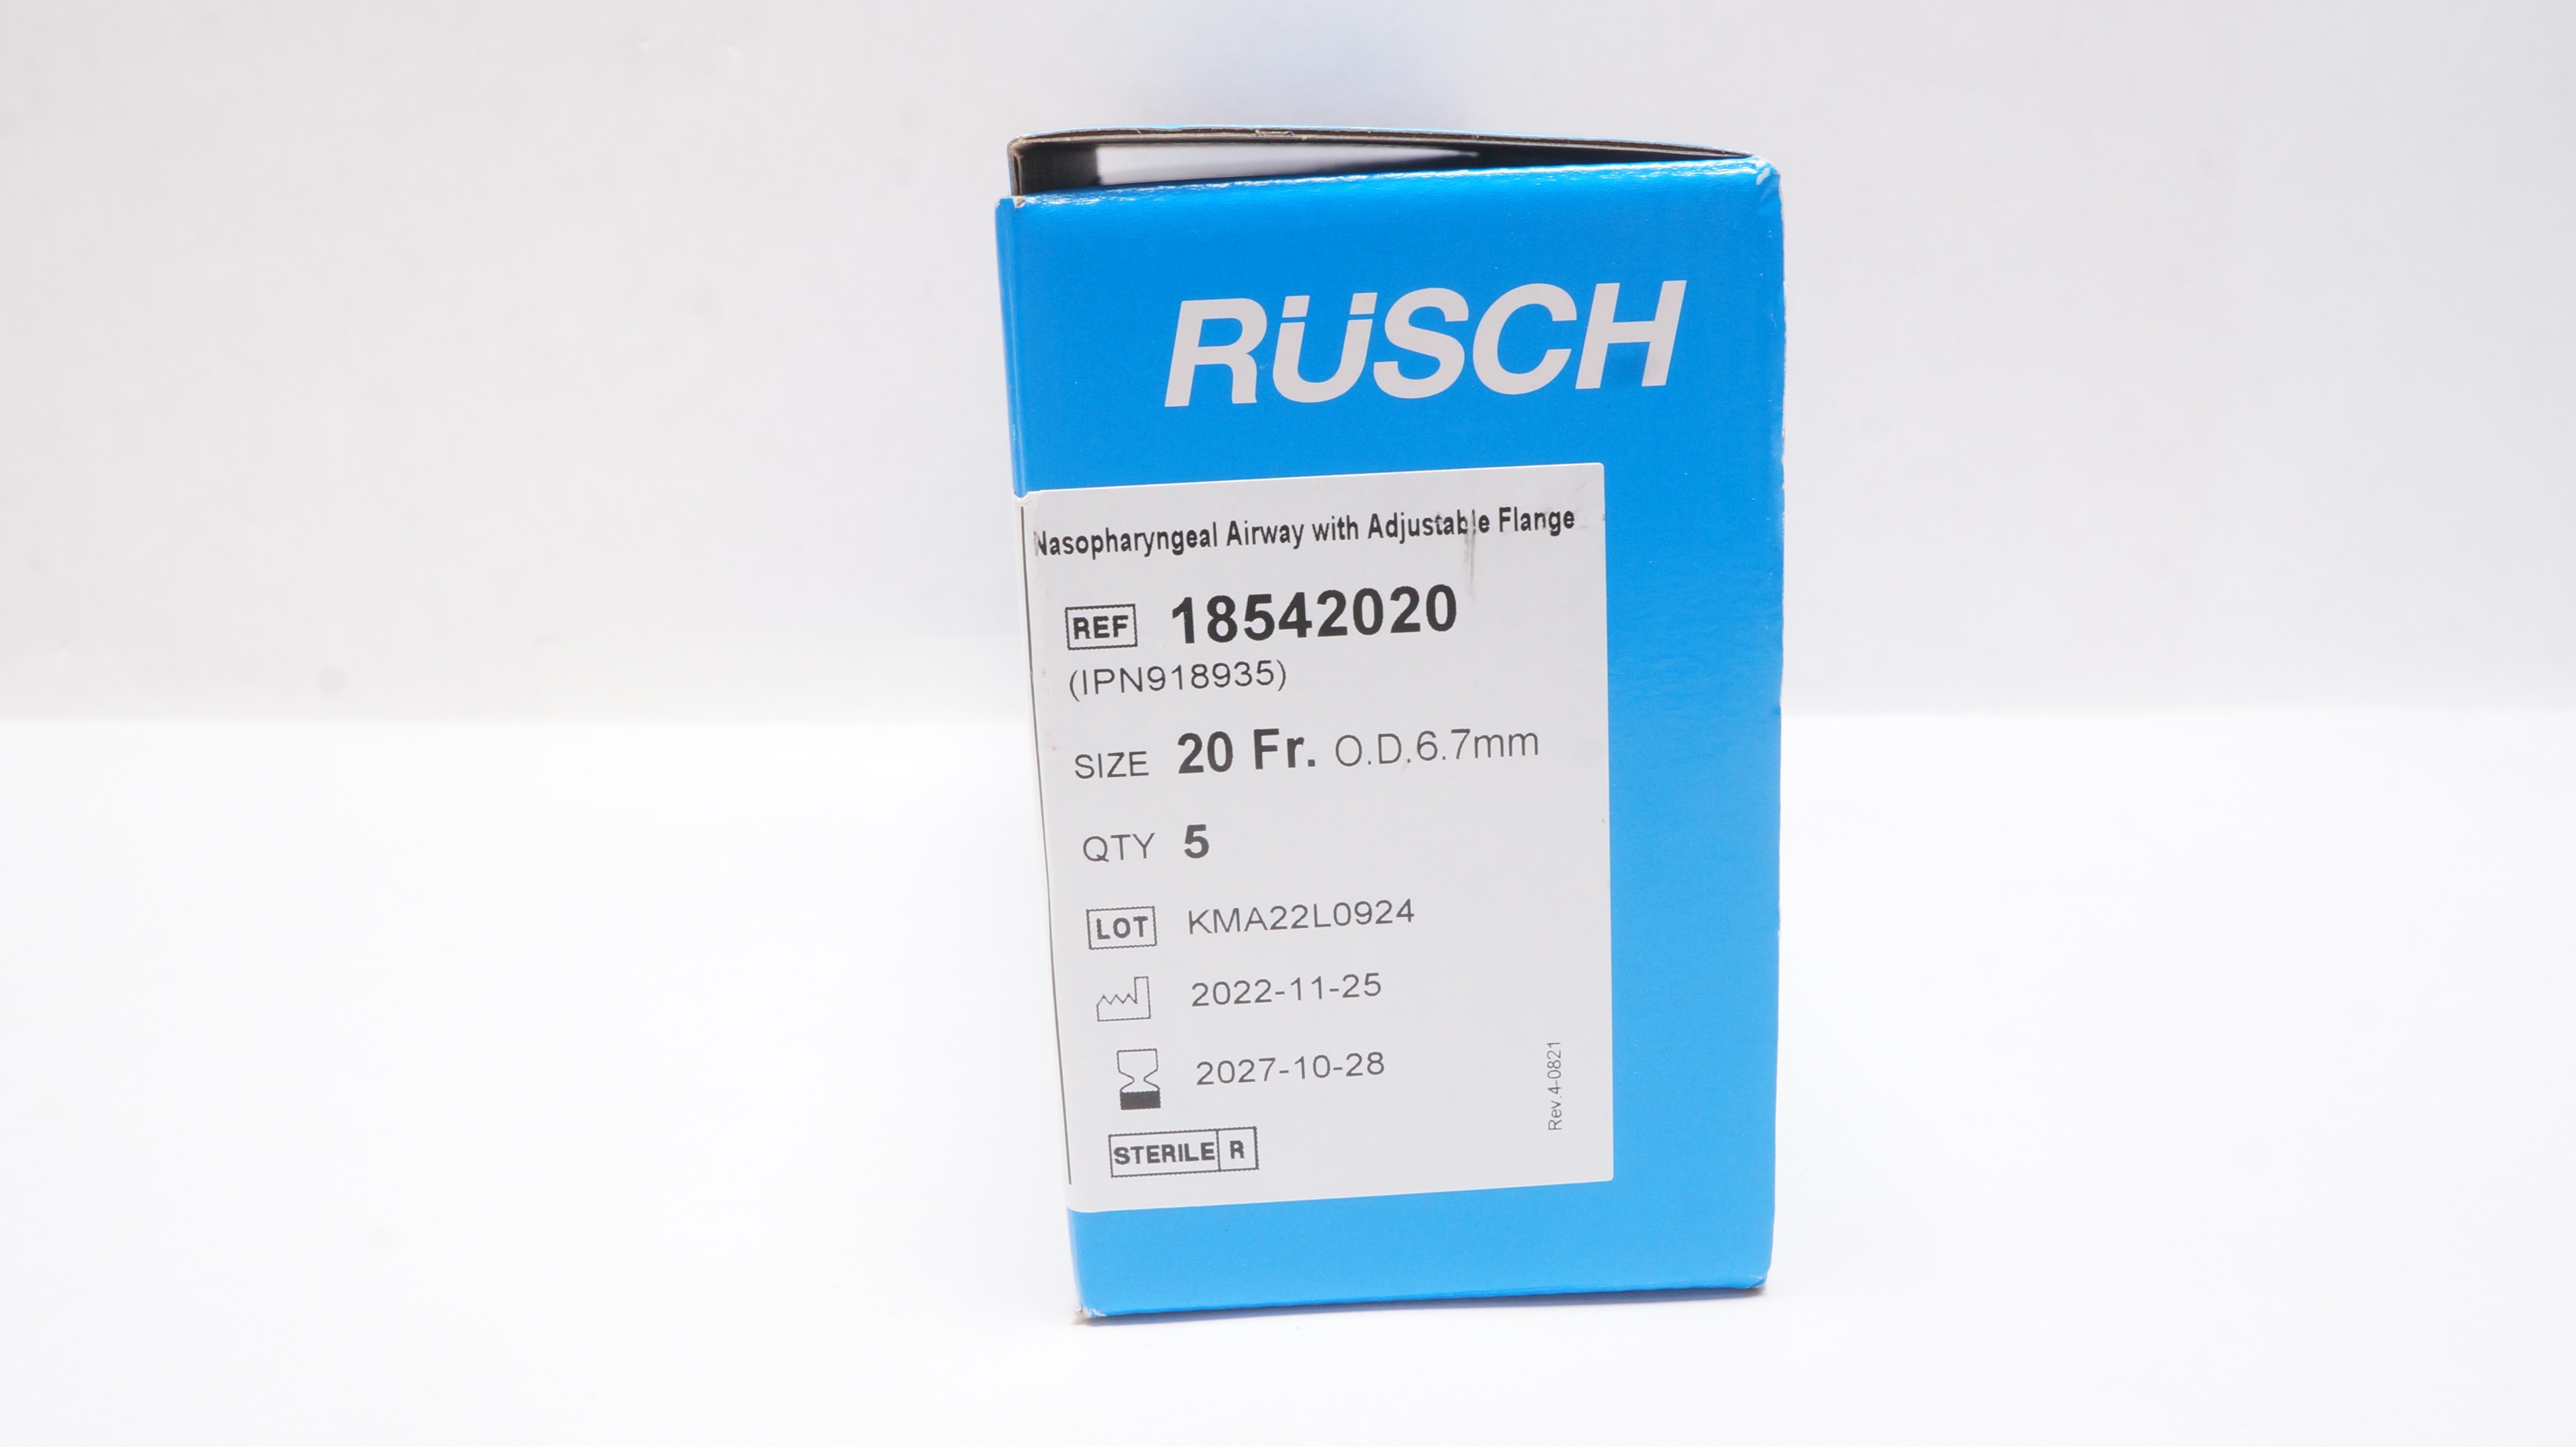 RÜSCH
Nasopharyngeal Airway with Adjustable Flange
REF 18542020
(IPN918935)
SIZE 20 Fr. O.D.6.7mm
QTY 5
LOT KMA22L0924
2022-11-25
2027-10-28
STERILE R
Rev.4-0821